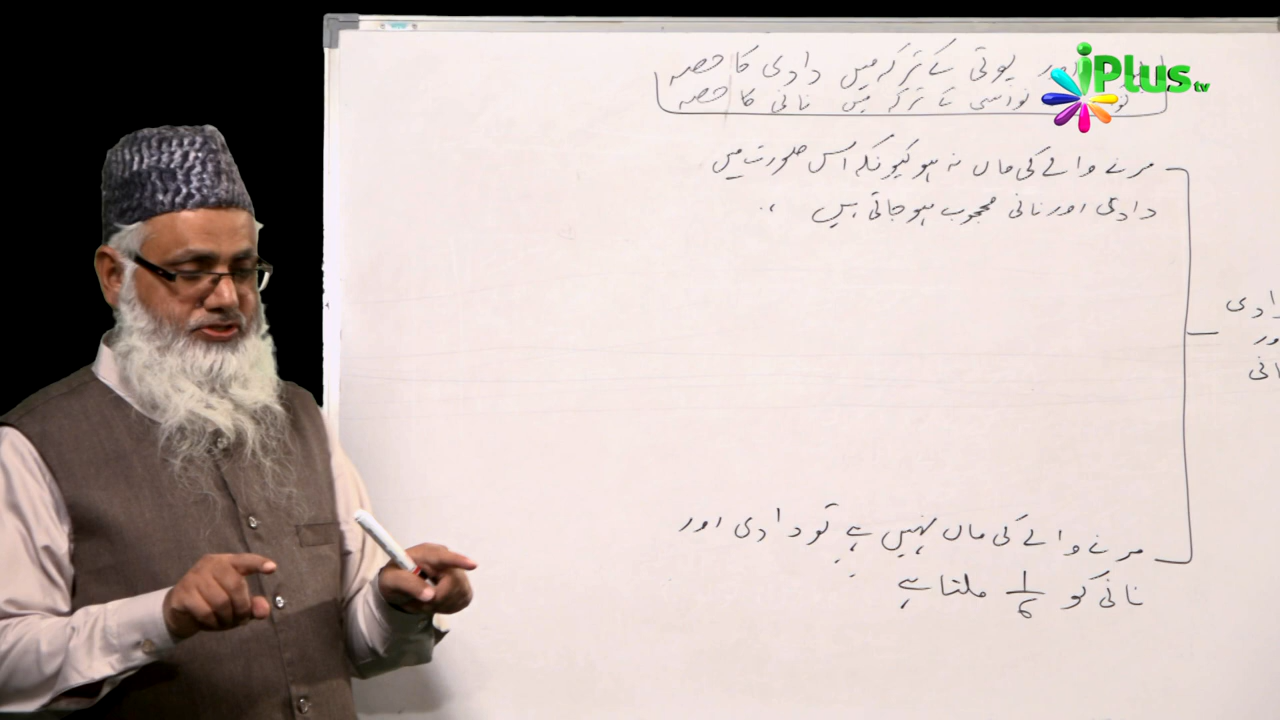 اور پوتی کے ترکہ میں دادی کا حصہ
نواسی کے ترکہ میں نانی کا حصہ
iPlus tv
مرنے والے کی ماں نہ ہو کیونکہ اس صورت میں
دادی اور نانی محجوب ہو جاتی ہیں
مرنے والے کی ماں نہیں ہے تو دادی اور
نانی کو 1/6 ملتا ہے